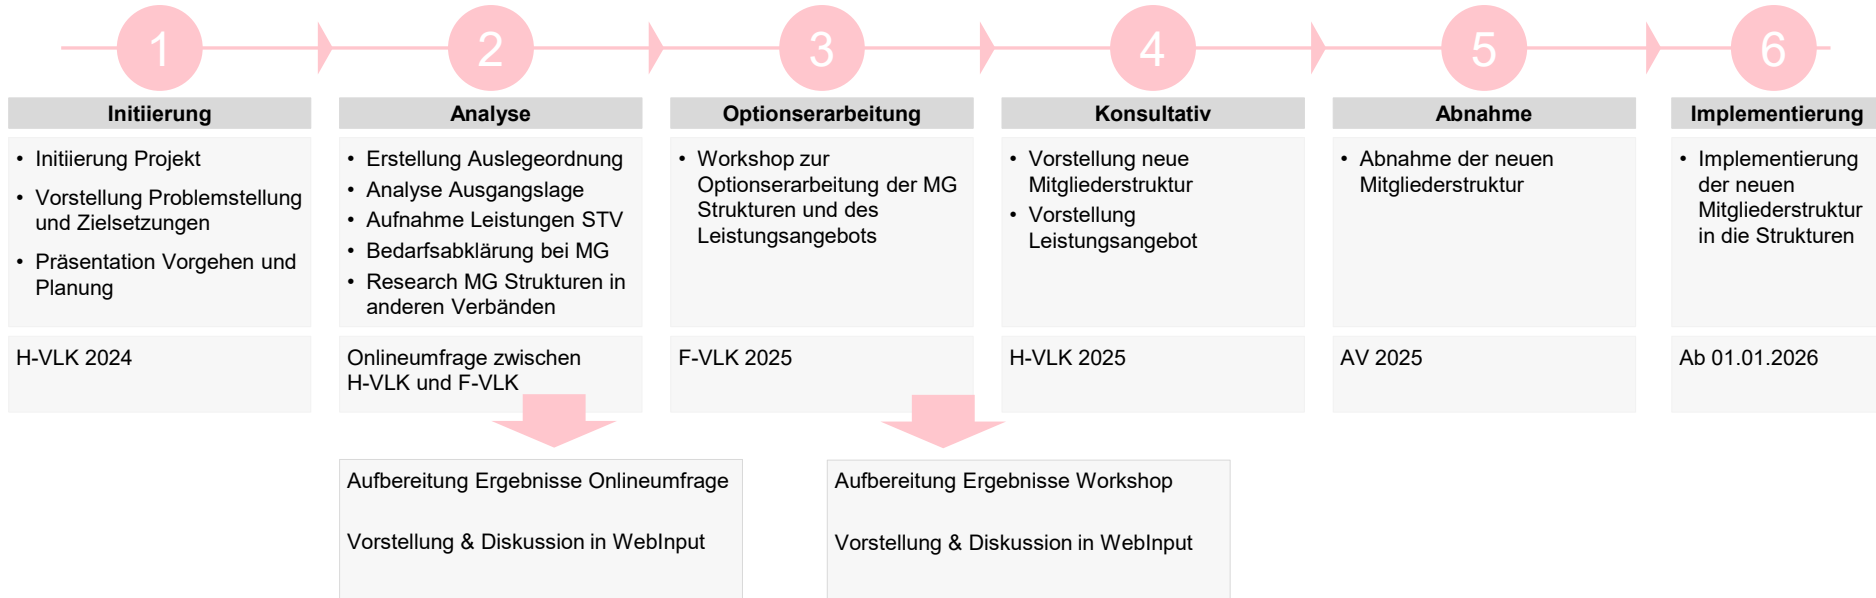 1
2
3
4
5
6
Initiierung
Analyse
Optionserarbeitung
Konsultativ
Abnahme
Implementierung
• Initiierung Projekt
• Vorstellung Problemstellung
und Zielsetzungen
• Präsentation Vorgehen und
Planung
• Erstellung Auslegeordnung
• Analyse Ausgangslage
• Aufnahme Leistungen STV
• Bedarfsabklärung bei MG
• Research MG Strukturen in
anderen Verbänden
• Workshop zur
Optionserarbeitung der MG
Strukturen und des
Leistungsangebots
• Vorstellung neue
Mitgliederstruktur
• Vorstellung
Leistungsangebot
• Abnahme der neuen
Mitgliederstruktur
• Implementierung
der neuen
Mitgliederstruktur
in die Strukturen
H-VLK 2024
Onlineumfrage zwischen
H-VLK und F-VLK
F-VLK 2025
H-VLK 2025
AV 2025
Ab 01.01.2026
Aufbereitung Ergebnisse Onlineumfrage
Vorstellung & Diskussion in WebInput
Aufbereitung Ergebnisse Workshop
Vorstellung & Diskussion in WebInput